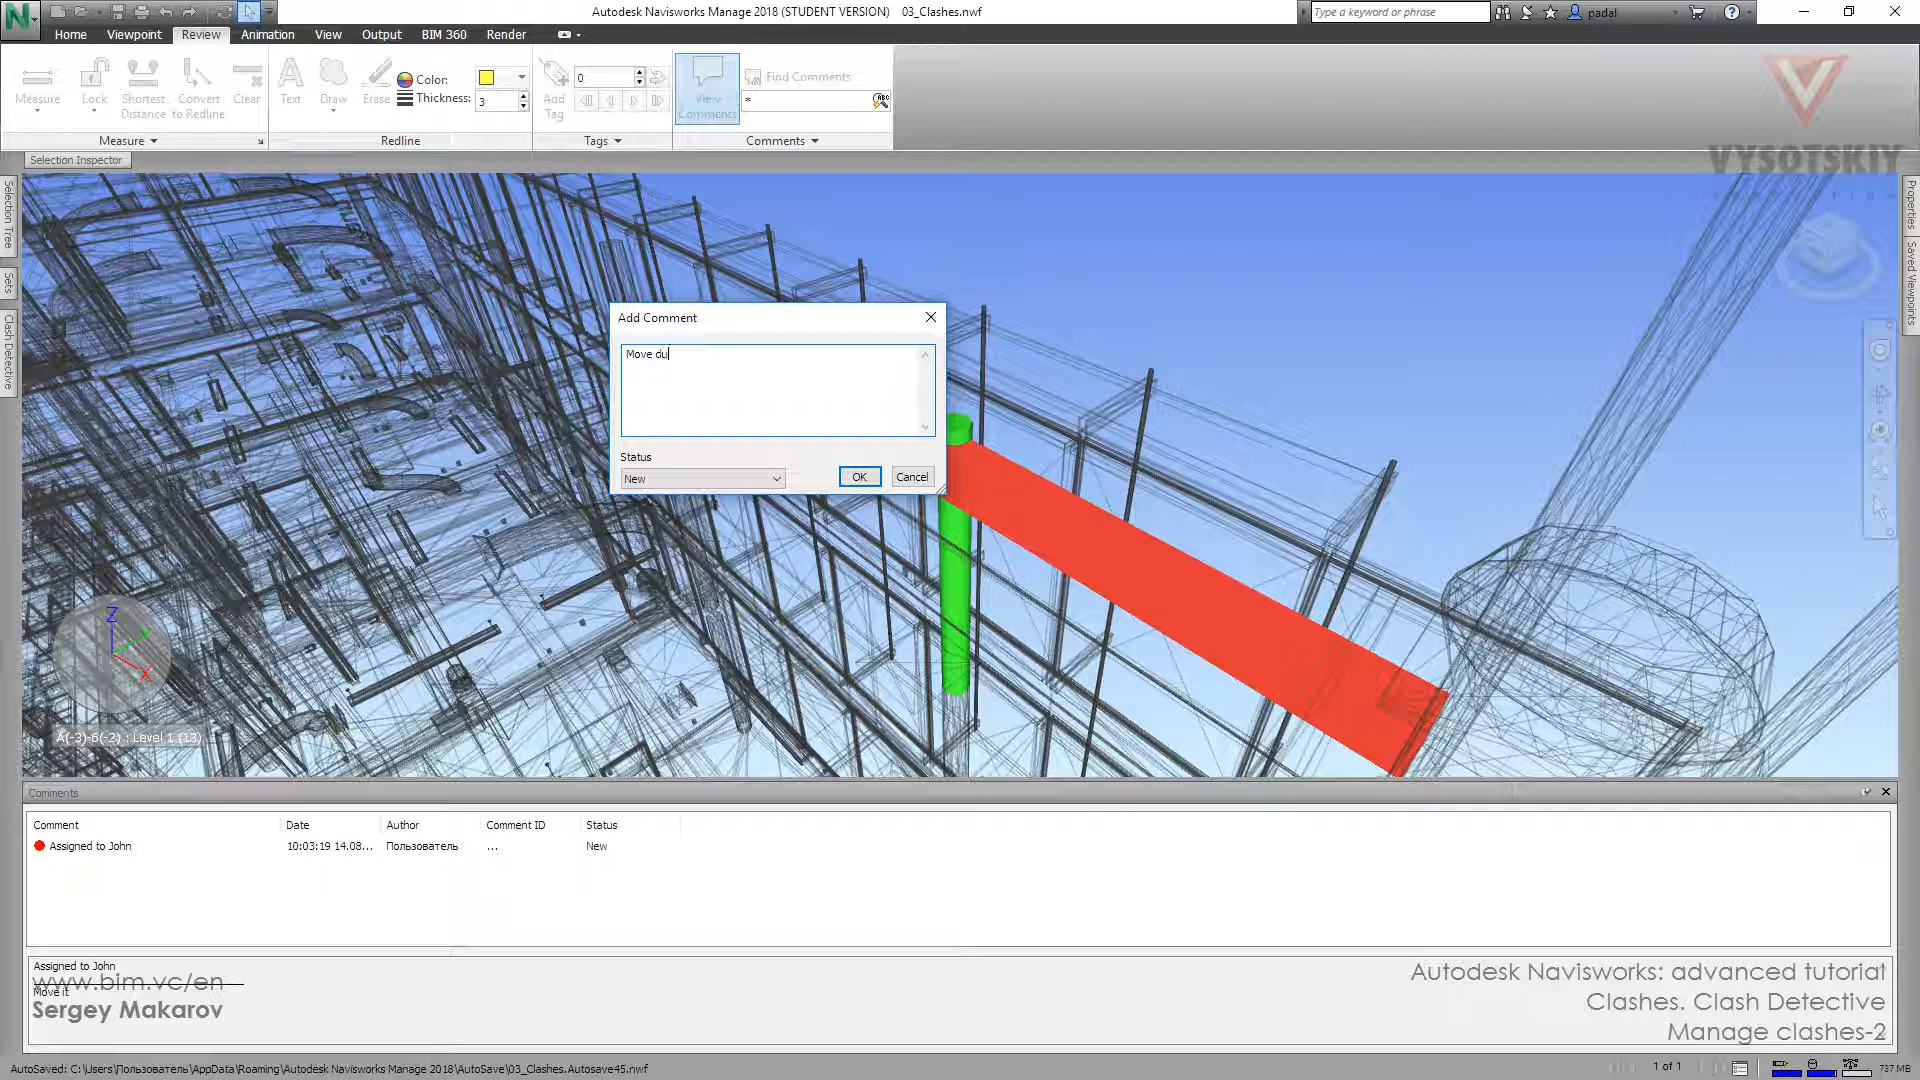 Autodesk Navisworks Manage 2018 (STUDENT VERSION) 03_Clashes.nwf
Type a keyword or phrase
padal
Home Viewpoint Review Animation View Output BIM 360 Render
Measure
Lock
Shortest Distance
Convert to Redline
Clear
Text
Draw
Erase
Color:
Thickness: 3
Add Tag
0
View Comments
Find Comments
*
Measure
Redline
Tags
Comments
VYSOTSKIY
Selection Inspector
Selection Tree
Sets
Clash Detective
Properties
Saved Viewpoints
Add Comment
Move du
Status
New
OK
Cancel
Z
Y
X
A(-3)-6(-2) : Level 1 (13)
Comments
Comment Date Author Comment ID Status
Assigned to John 10:03:19 14.08... Пользователь ... New
Assigned to John
www.bim.vc/en
Move it
Sergey Makarov
Autodesk Navisworks: advanced tutorial
Clashes. Clash Detective
Manage clashes-2
AutoSaved: C:\Users\Пользователь\AppData\Roaming\Autodesk Navisworks Manage 2018\AutoSave\03_Clashes.Autosave45.nwf
1 of 1
737 MB